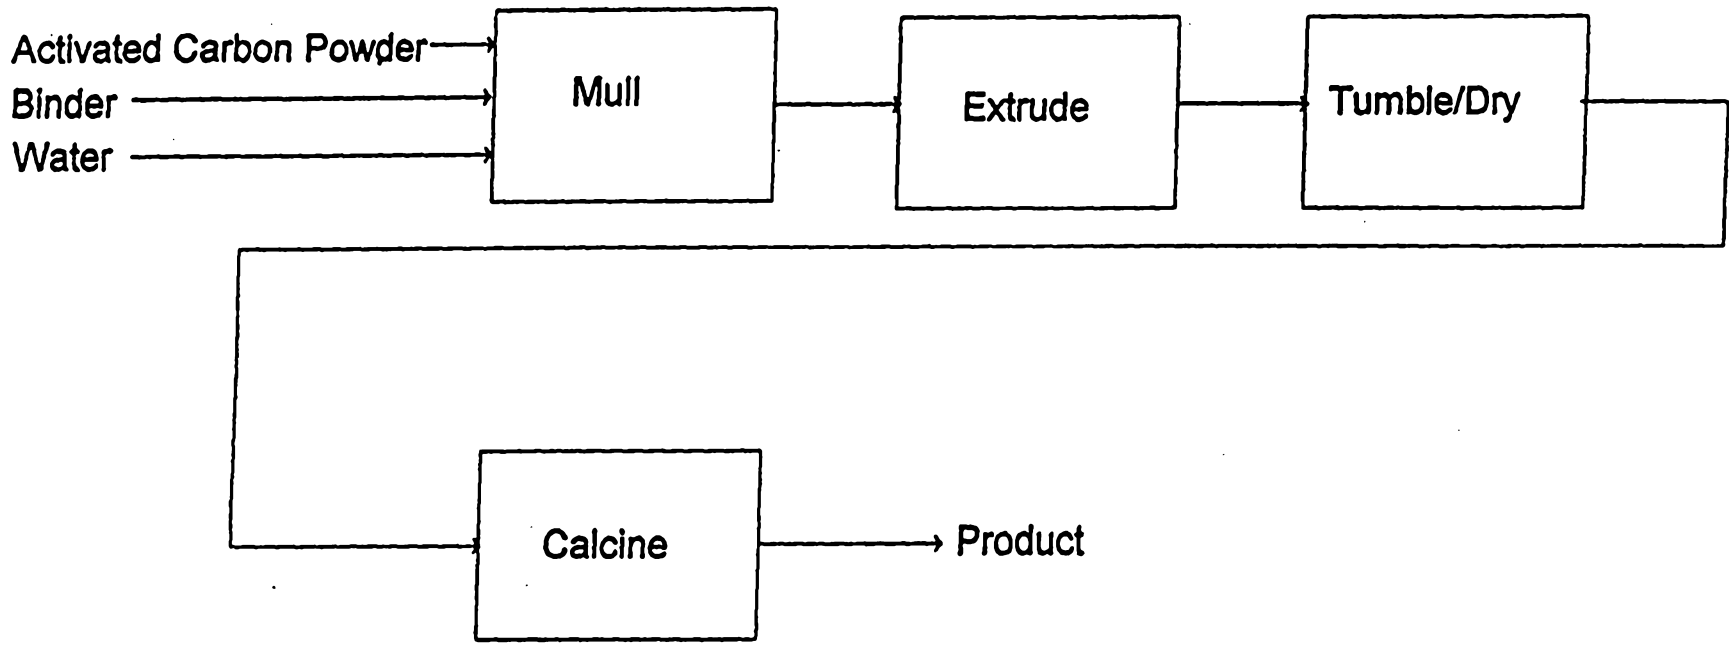 Activated Carbon Powder
Binder
Water
Mull
Extrude
Tumble/Dry
Calcine
Product